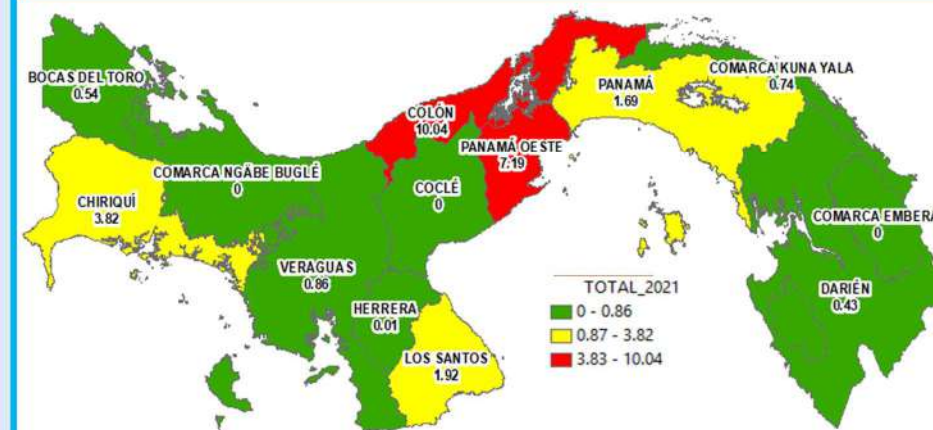 BOCAS DEL TORO
0.54
COMARCA KUNA YALA
0.74
PANAMÁ
1.69
COLÓN
10.04
PANAMÁ OESTE
7.19
COMARCA NGÄBE BUGLÉ
0
CHIRIQUÍ
3.82
COCLÉ
0
COMARCA EMBERA
0
VERAGUAS
0.86
HERRERA
0.01
LOS SANTOS
1.92
DARIÉN
0.43
TOTAL_2021
0 - 0.86
0.87 - 3.82
3.83 - 10.04